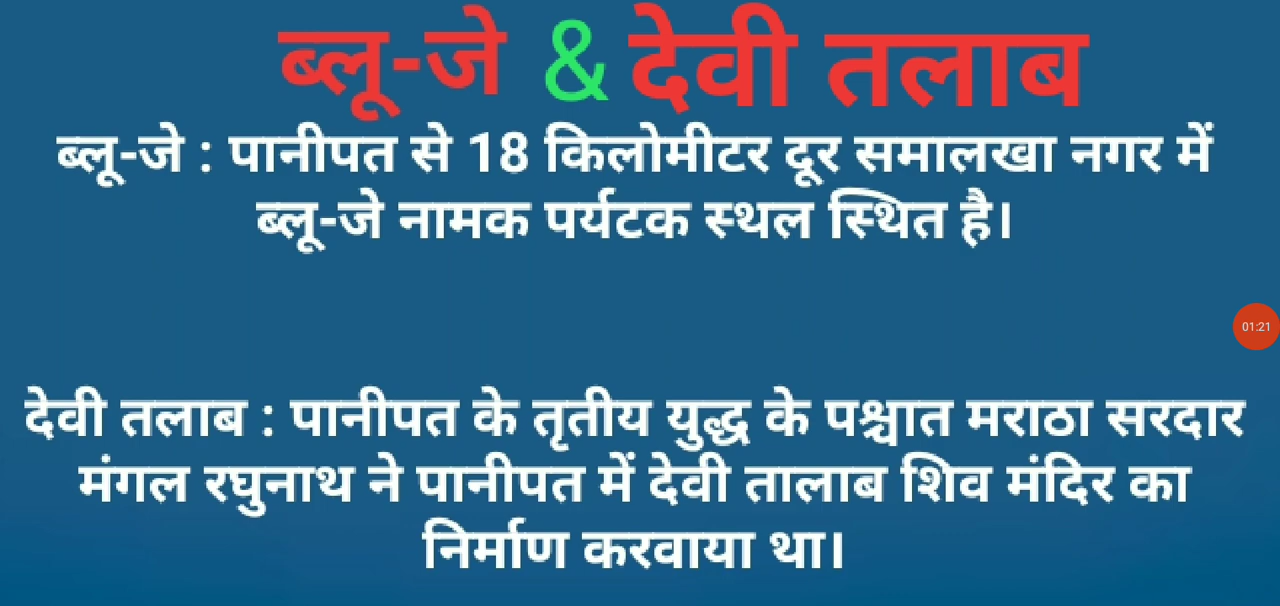 ब्लू-जे & देवी तलाब
ब्लू-जे : पानीपत से 18 किलोमीटर दूर समालखा नगर में
ब्लू-जे नामक पर्यटक स्थल स्थित है।
01:21
देवी तलाब : पानीपत के तृतीय युद्ध के पश्चात मराठा सरदार
मंगल रघुनाथ ने पानीपत में देवी तालाब शिव मंदिर का
निर्माण करवाया था।